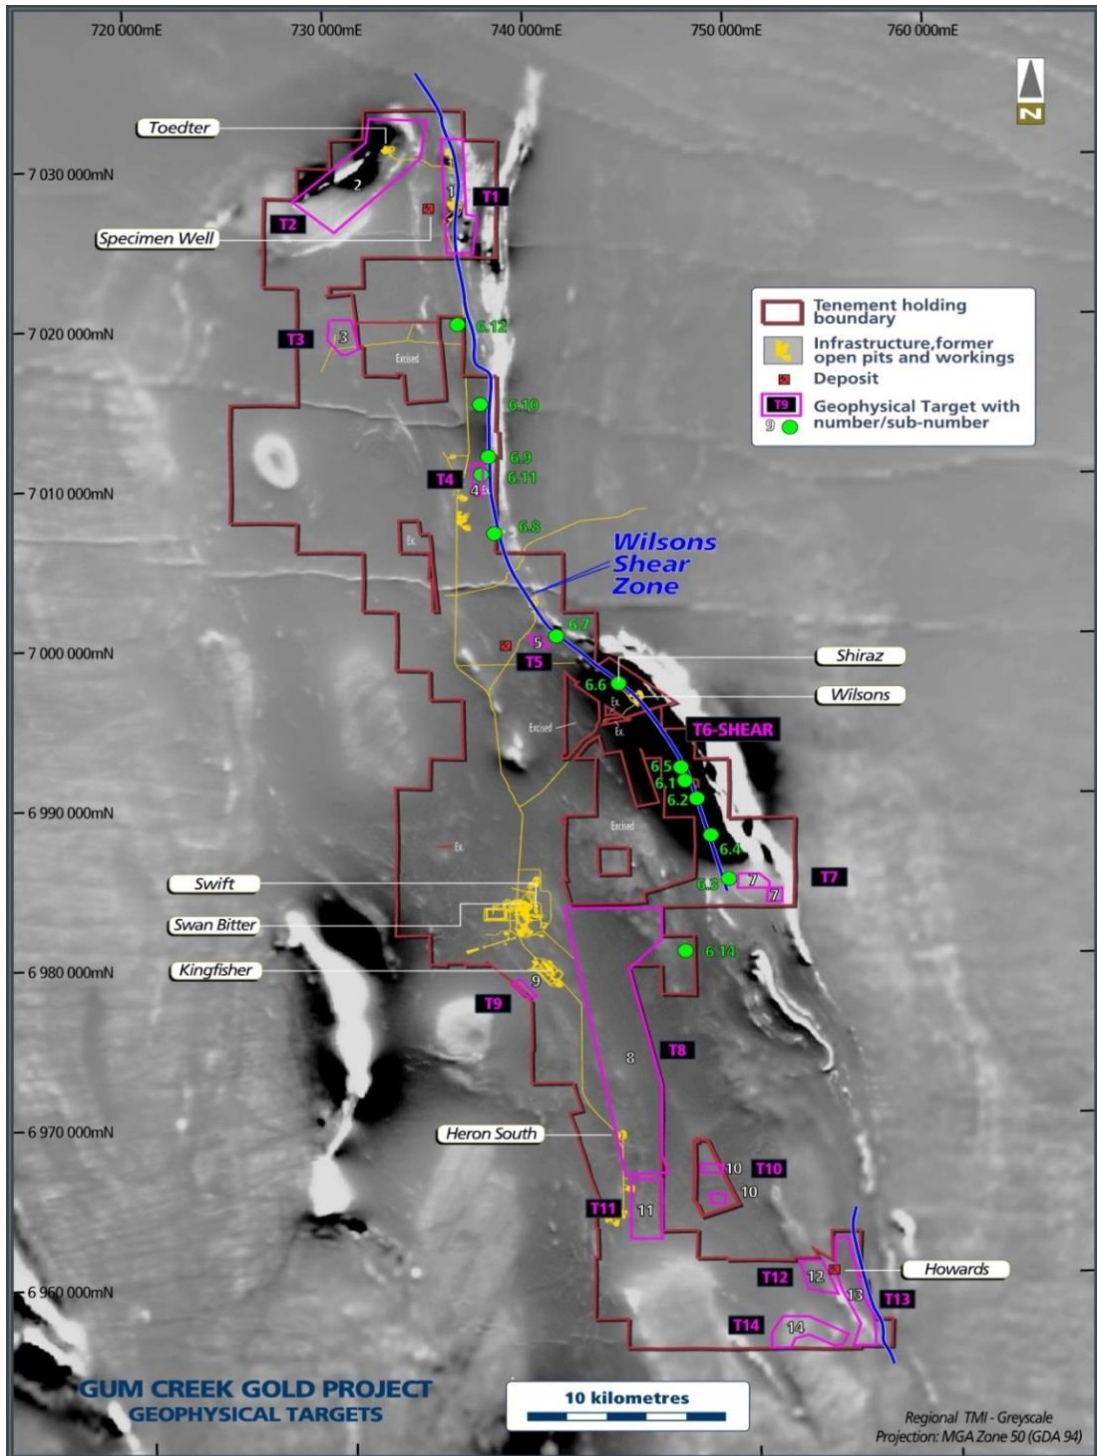 720 000mE 730 000mE 740 000mE 750 000mE 760 000mE
N
Toedter
7 030 000mN
2
1
T1
T2
Specimen Well
Tenement holding
boundary
Infrastructure,former
open pits and workings
Deposit
T9
Geophysical Target with
9
number/sub-number
6.12
7 020 000mN
T3
3
Excised
6.10
6.9
T4
6.11
4
Ex.
7 010 000mN
6.8
Ex.
Wilsons
Shear
Zone
6.7
5
7 000 000mN
T5
Shiraz
6.6
Wilsons
Ex.
Excised
Ex.
T6-SHEAR
6.5
6.1
6.2
6 990 000mN
Excised
6.4
Ex.
Swift
6.3
7
T7
7
Swan Bitter
6.14
Kingfisher
6 980 000mN
9
T9
T8
8
Heron South
6 970 000mN
10
T10
10
T11
11
Howards
T12
12
6 960 000mN
13
T13
T14
14
GUM CREEK GOLD PROJECT
GEOPHYSICAL TARGETS
10 kilometres
Regional TMI - Greyscale
Projection: MGA Zone 50 (GDA 94)